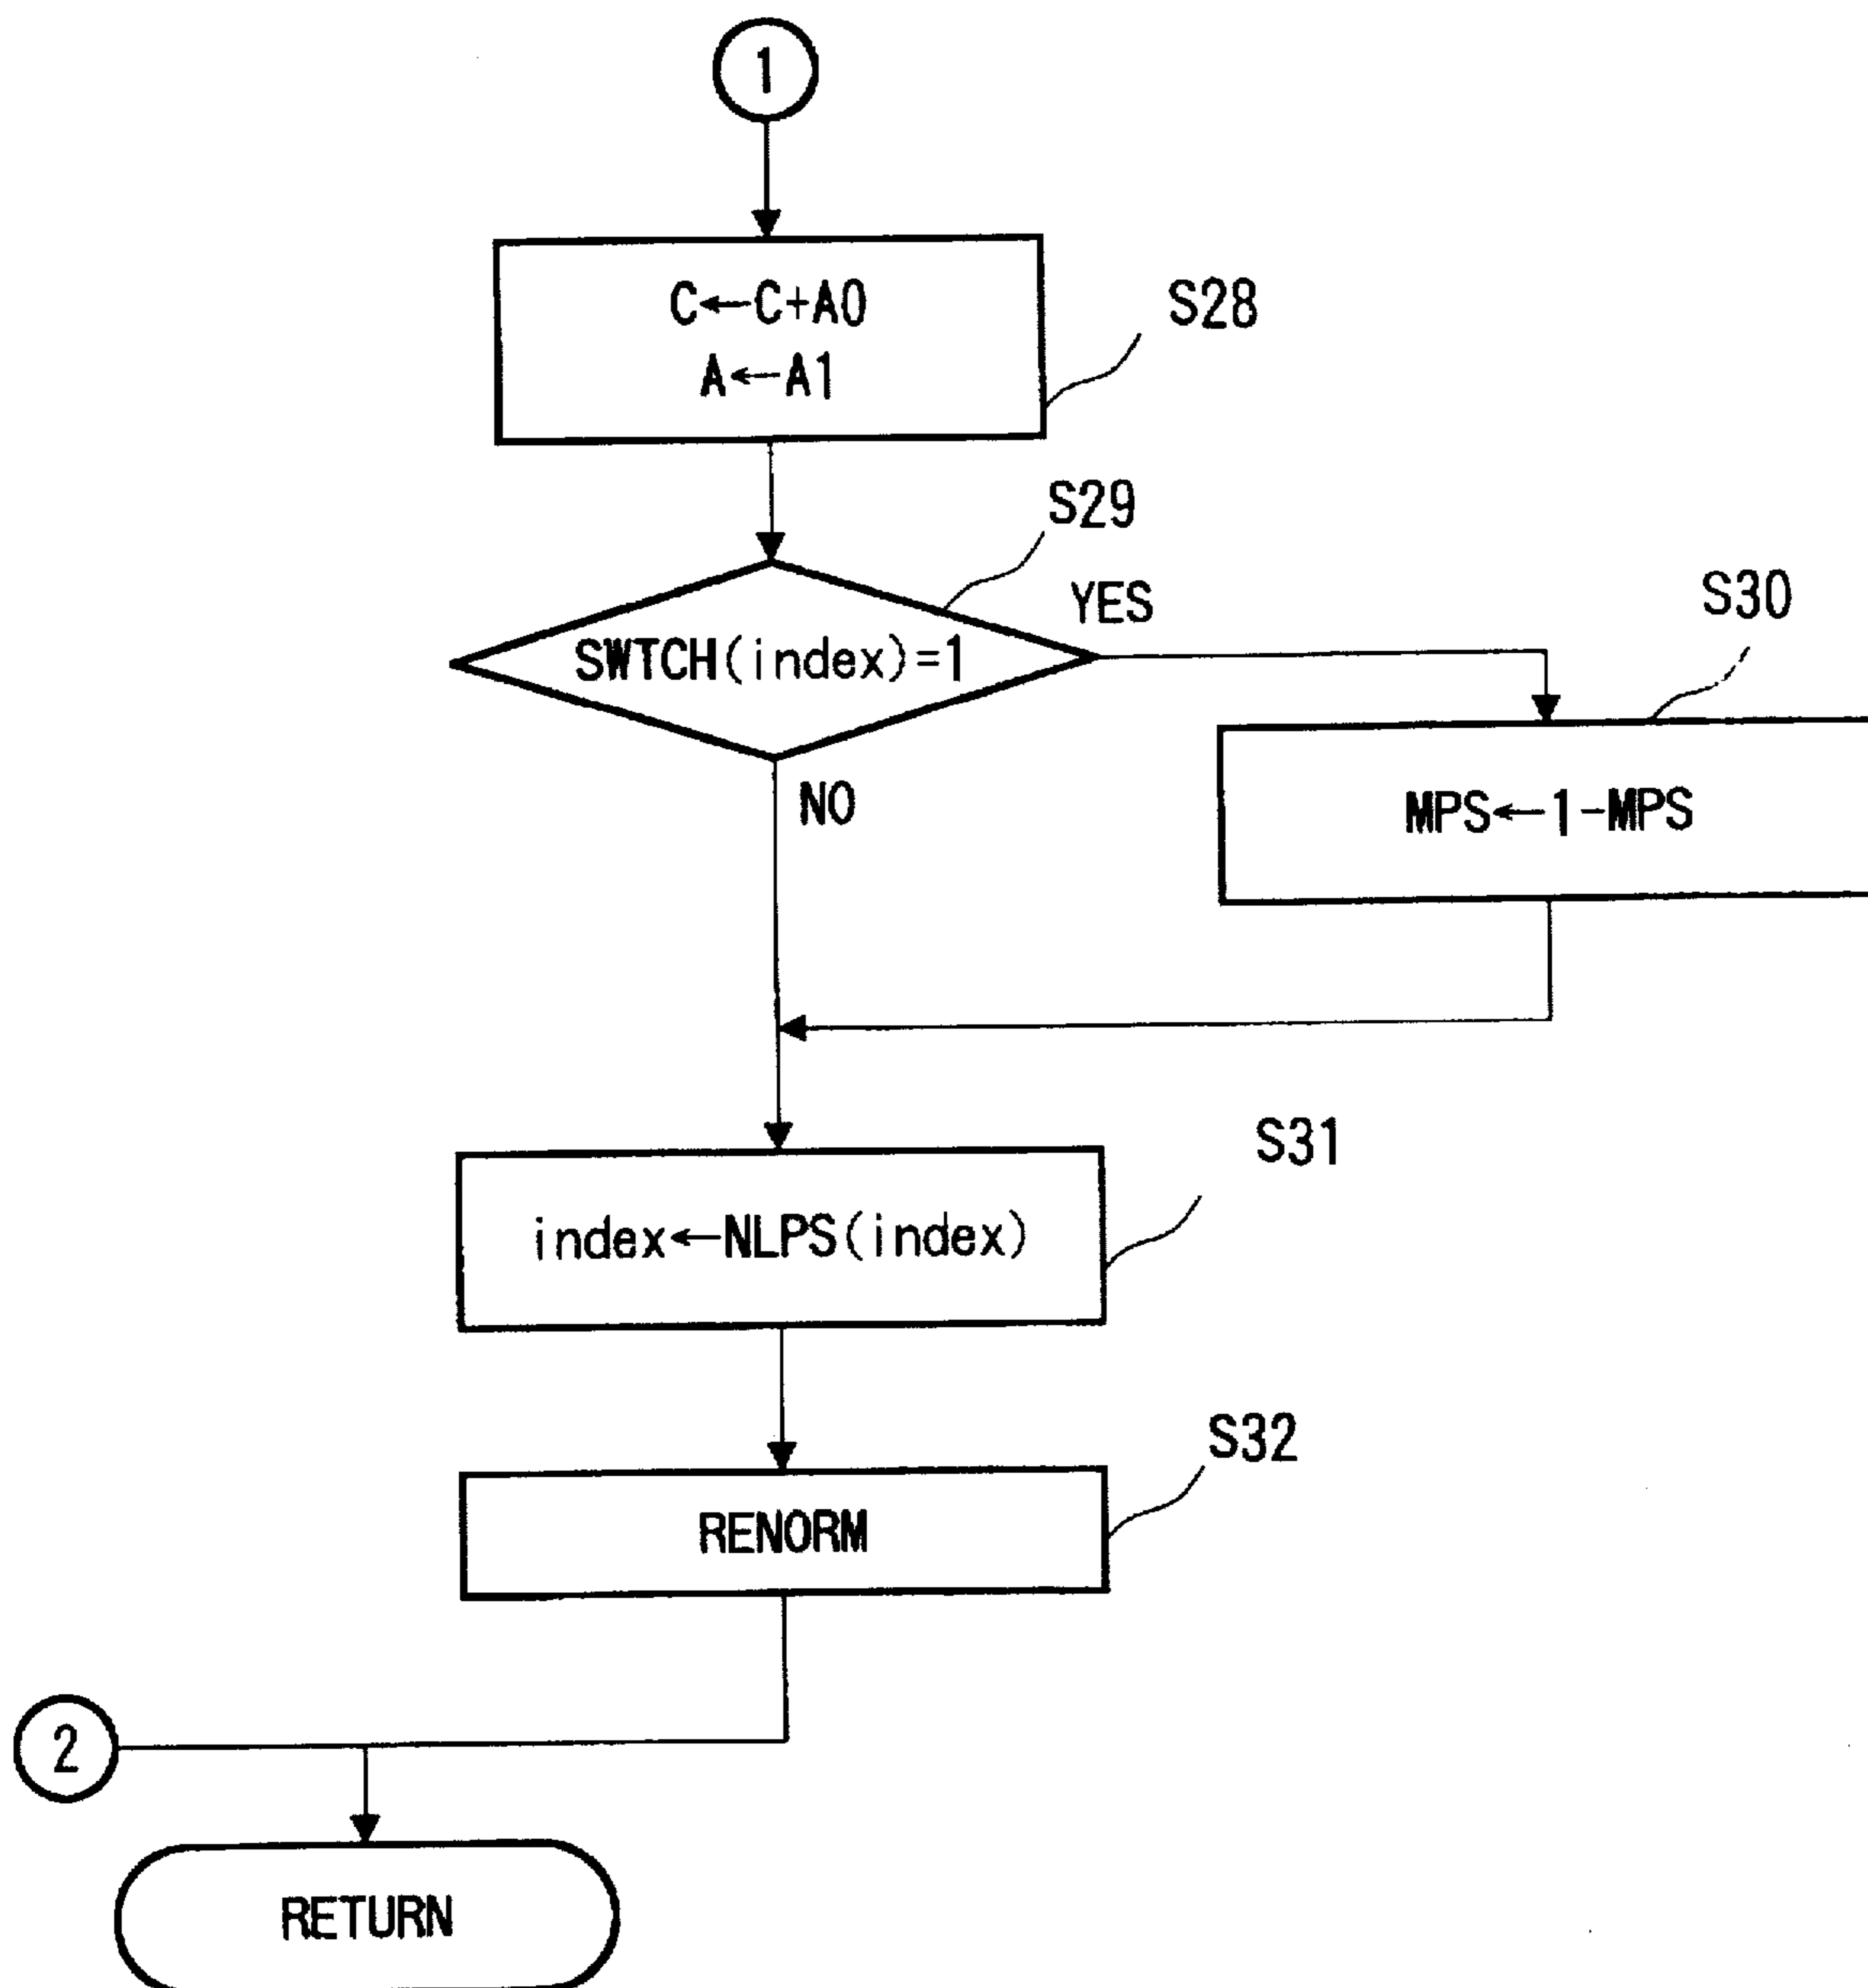 1
C←C+A0
A←A1
S28
S29
SWTCH(index)=1
YES
S30
NO
MPS←1-MPS
S31
index←NLPS(index)
S32
RENORM
2
RETURN